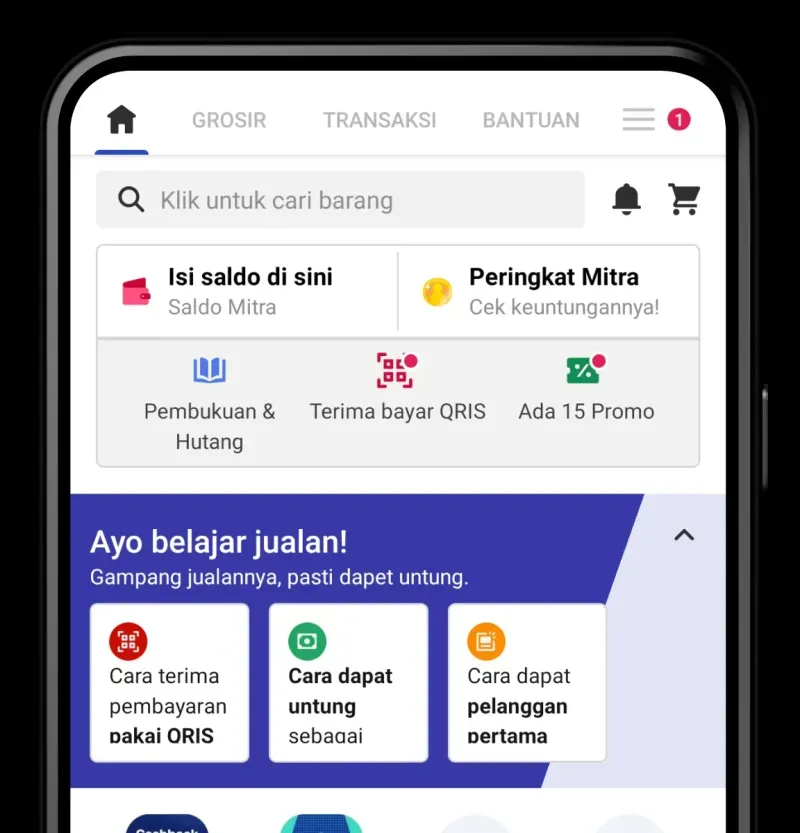 GROSIR TRANSAKSI BANTUAN 1
Klik untuk cari barang
Isi saldo di sini
Saldo Mitra
Peringkat Mitra
Cek keuntungannya!
Pembukuan &
Hutang
Terima bayar QRIS
Ada 15 Promo
Ayo belajar jualan!
Gampang jualannya, pasti dapet untung.
Cara terima
pembayaran
pakai QRIS
Cara dapat
untung
sebagai
Cara dapat
pelanggan
pertama
Cashback